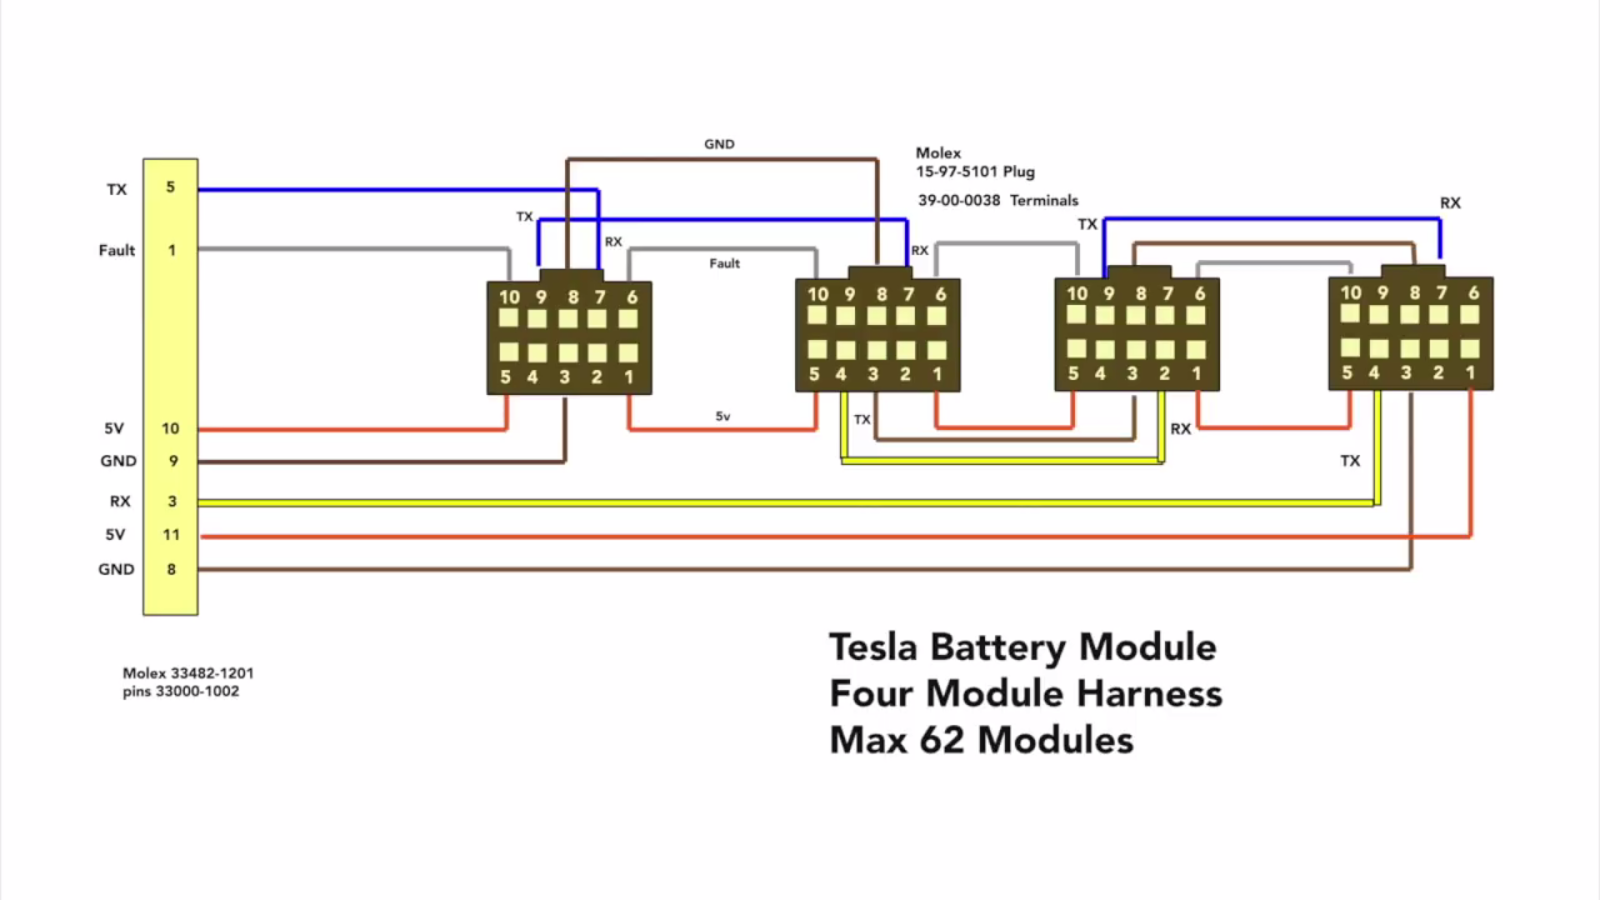 GND
Molex
15-97-5101 Plug
39-00-0038 Terminals
TX 5
TX
RX
Fault 1
Fault
RX
TX
RX
10 9 8 7 6
5 4 3 2 1
10 9 8 7 6
5 4 3 2 1
10 9 8 7 6
5 4 3 2 1
10 9 8 7 6
5 4 3 2 1
5V 10
5v
TX
RX
GND 9
TX
RX 3
5V 11
GND 8
Molex 33482-1201
pins 33000-1002
Tesla Battery Module
Four Module Harness
Max 62 Modules